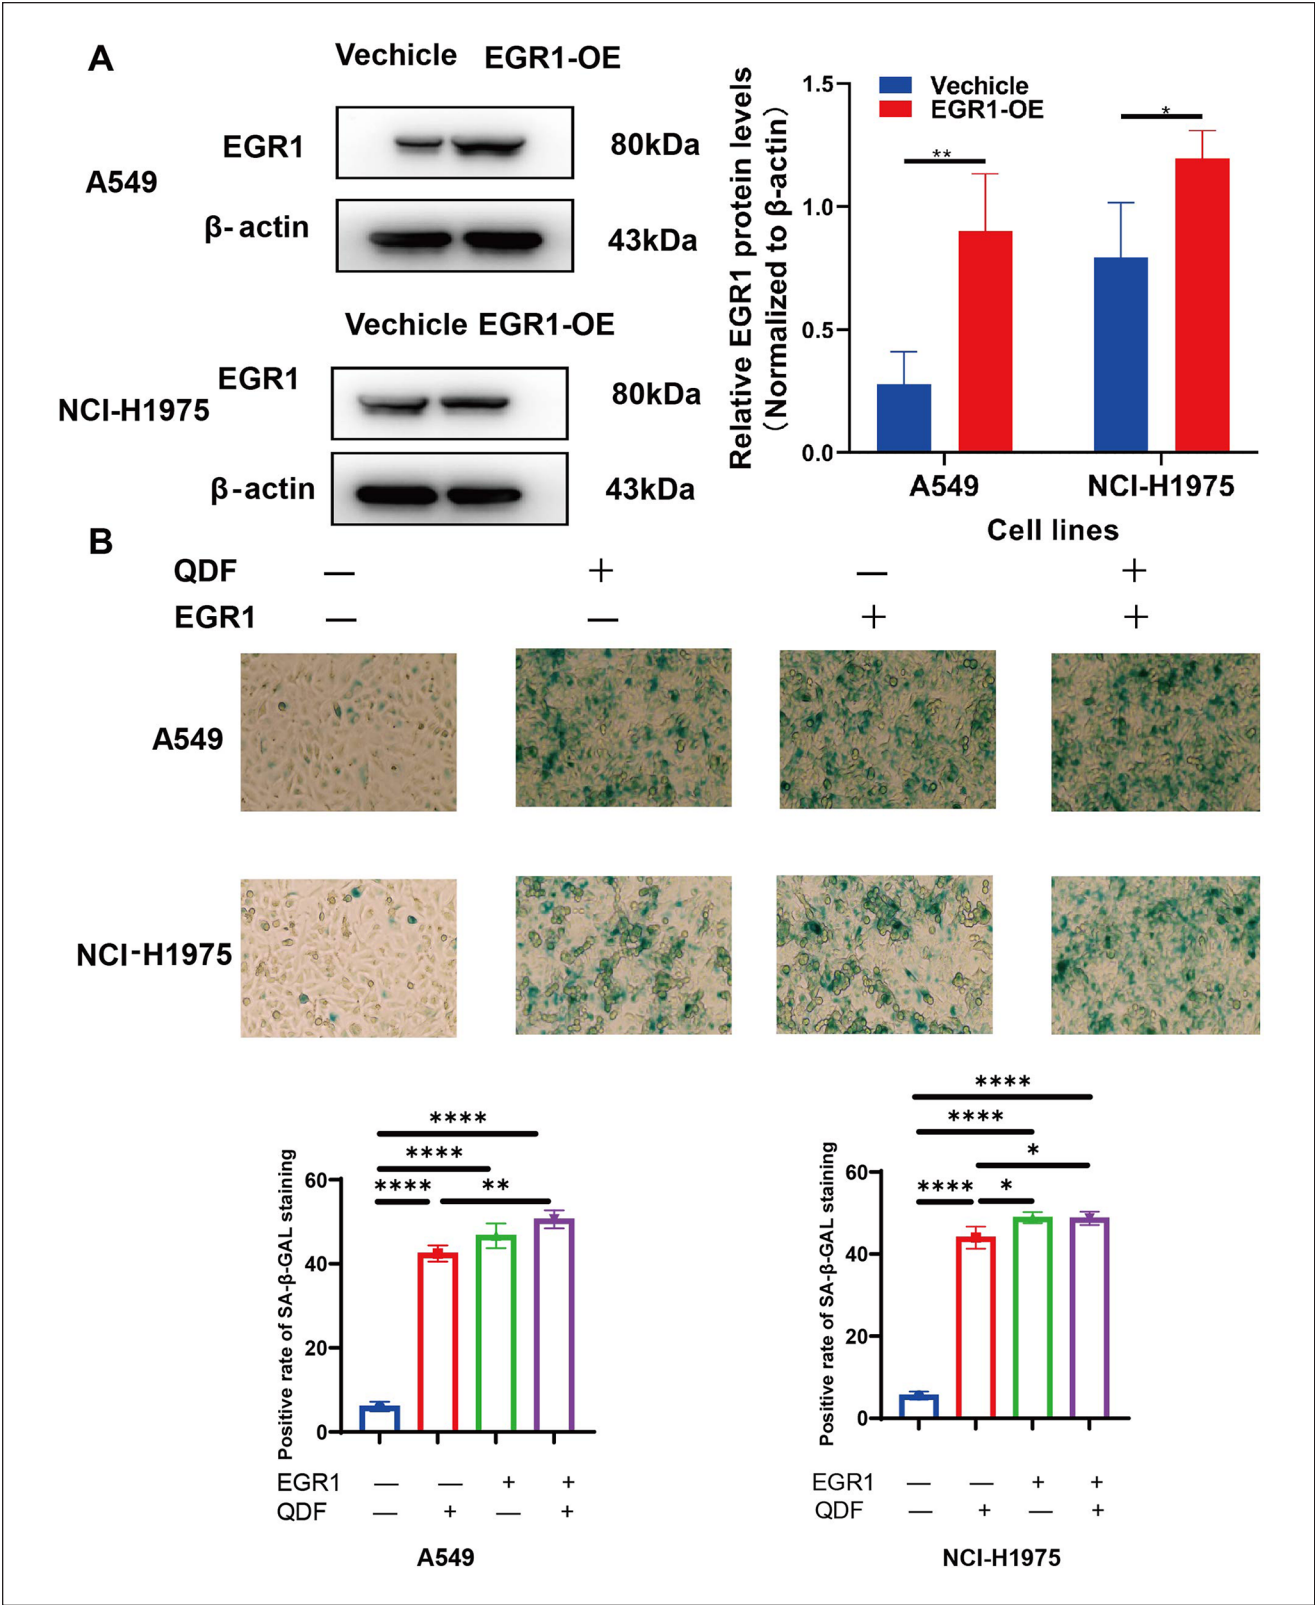 A
Vechicle EGR1-OE
EGR1 80kDa
A549
β- actin 43kDa
Vechicle EGR1-OE
EGR1 80kDa
NCI-H1975
β-actin 43kDa
Relative EGR1 protein levels
(Normalized to β-actin)
Vechicle
EGR1-OE
1.5
1.0
0.5
0.0
**
*
A549 NCI-H1975
Cell lines
B
QDF — + — +
EGR1 — — + +
A549
NCI-H1975
Positive rate of SA-β-GAL staining
60
40
20
0
****
****
**** **
EGR1 — — + +
QDF — + — +
A549
Positive rate of SA-β-GAL staining
60
40
20
0
****
****
*
**** *
EGR1 — — + +
QDF — + — +
NCI-H1975